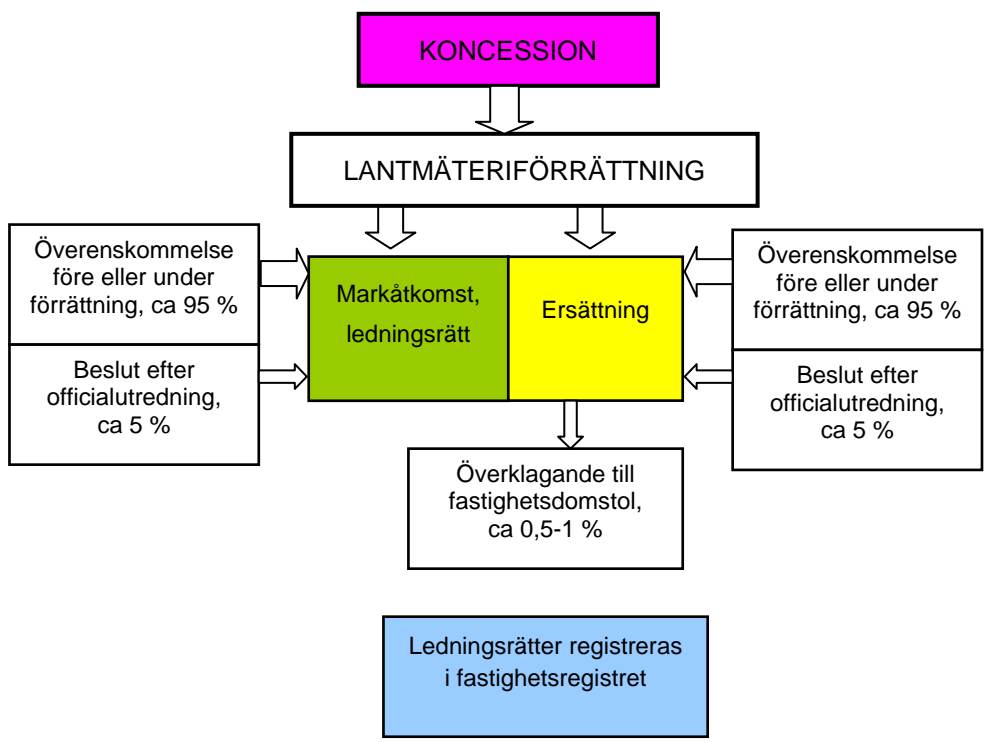 KONCESSION
LANTMÄTERIFÖRRÄTTNING
Överenskommelse
före eller under
förrättning, ca 95 %
Beslut efter
officialutredning,
ca 5 %
Markåtkomst,
ledningsrätt
Ersättning
Överenskommelse
före eller under
förrättning, ca 95 %
Beslut efter
officialutredning,
ca 5 %
Överklagande till
fastighetsdomstol,
ca 0,5-1 %
Ledningsrätter registreras
i fastighetsregistret